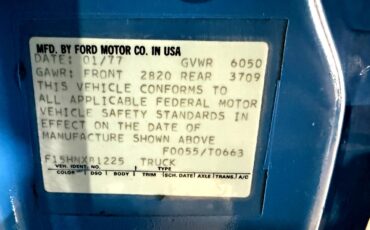 MFD. BY FORD MOTOR CO. IN USA
DATE: 01/77 GVWR 6050
GAWR: FRONT 2820 REAR 3709
THIS VEHICLE CONFORMS TO
ALL APPLICABLE FEDERAL MOTOR
VEHICLE SAFETY STANDARDS IN
EFFECT ON THE DATE OF
MANUFACTURE SHOWN ABOVE
F0055/T0663
F15HNX81225 TRUCK
VEH. IDENT. NO. TYPE
COLOR DSO BODY TRIM SCH. DATE AXLE TRANS. A/C